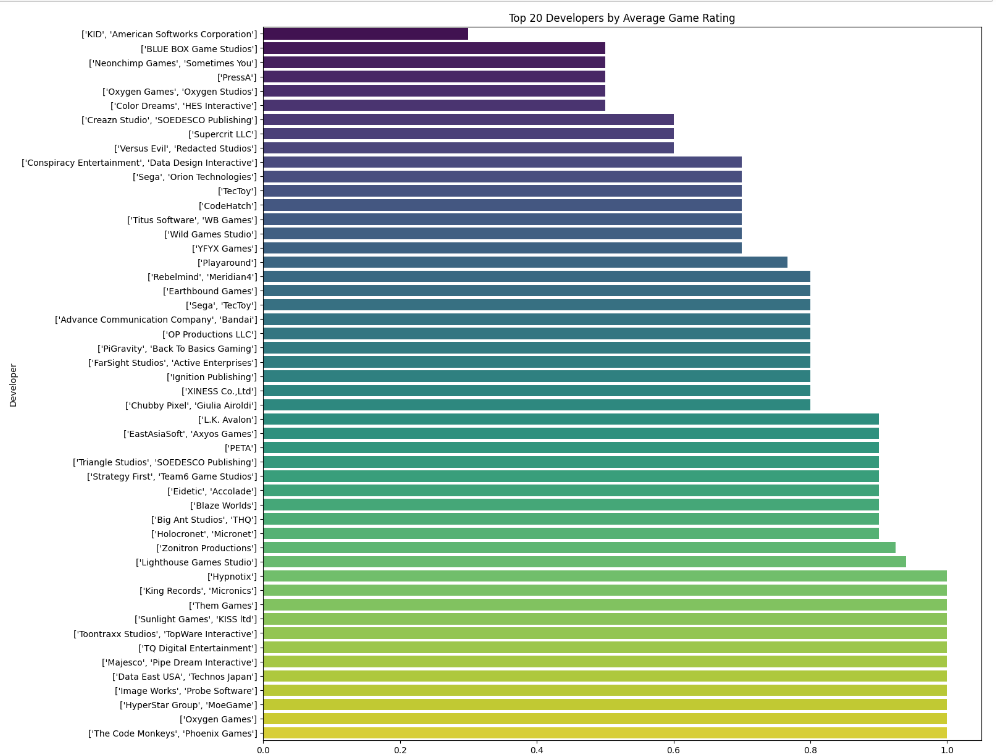 Top 20 Developers by Average Game Rating
['KID', 'American Softworks Corporation']
['BLUE BOX Game Studios']
['Neonchimp Games', 'Sometimes You']
['PressA']
['Oxygen Games', 'Oxygen Studios']
['Color Dreams', 'HES Interactive']
['Creazn Studio', 'SOEDESCO Publishing']
['Supercrit LLC']
['Versus Evil', 'Redacted Studios']
['Conspiracy Entertainment', 'Data Design Interactive']
['Sega', 'Orion Technologies']
['TecToy']
['CodeHatch']
['Titus Software', 'WB Games']
['Wild Games Studio']
['YFYX Games']
['Playaround']
['Rebelmind', 'Meridian4']
['Earthbound Games']
['Sega', 'TecToy']
['Advance Communication Company', 'Bandai']
['OP Productions LLC']
['PiGravity', 'Back To Basics Gaming']
['FarSight Studios', 'Active Enterprises']
['Ignition Publishing']
['XINESS Co.,Ltd']
['Chubby Pixel', 'Giulia Airoldi']
['L.K. Avalon']
['EastAsiaSoft', 'Axyos Games']
['PETA']
['Triangle Studios', 'SOEDESCO Publishing']
['Strategy First', 'Team6 Game Studios']
['Eidetic', 'Accolade']
['Blaze Worlds']
['Big Ant Studios', 'THQ']
['Holocronet', 'Micronet']
['Zonitron Productions']
['Lighthouse Games Studio']
['Hypnotix']
['King Records', 'Micronics']
['Them Games']
['Sunlight Games', 'KISS ltd']
['Toontraxx Studios', 'TopWare Interactive']
['TQ Digital Entertainment']
['Majesco', 'Pipe Dream Interactive']
['Data East USA', 'Technos Japan']
['Image Works', 'Probe Software']
['HyperStar Group', 'MoeGame']
['Oxygen Games']
['The Code Monkeys', 'Phoenix Games']
Developer
0.0 0.2 0.4 0.6 0.8 1.0